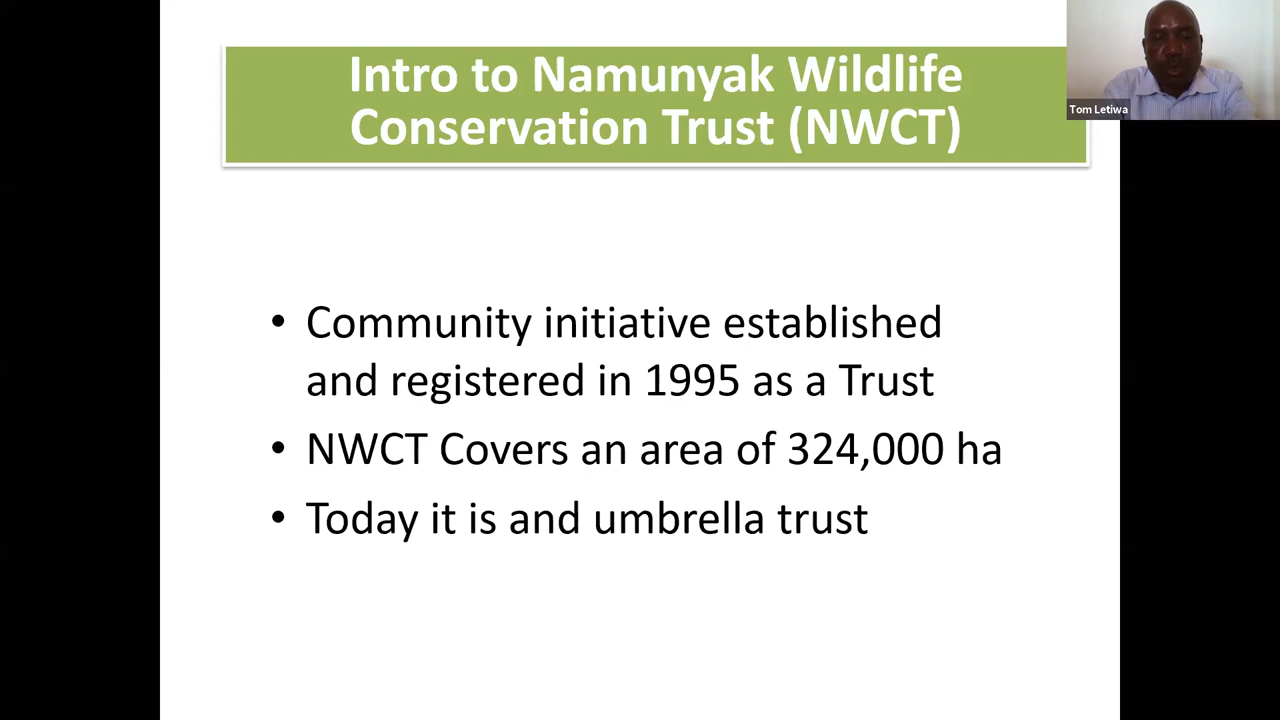 Intro to Namunyak Wildlife
Conservation Trust (NWCT)
Tom Letiwa
• Community initiative established
and registered in 1995 as a Trust
• NWCT Covers an area of 324,000 ha
• Today it is and umbrella trust